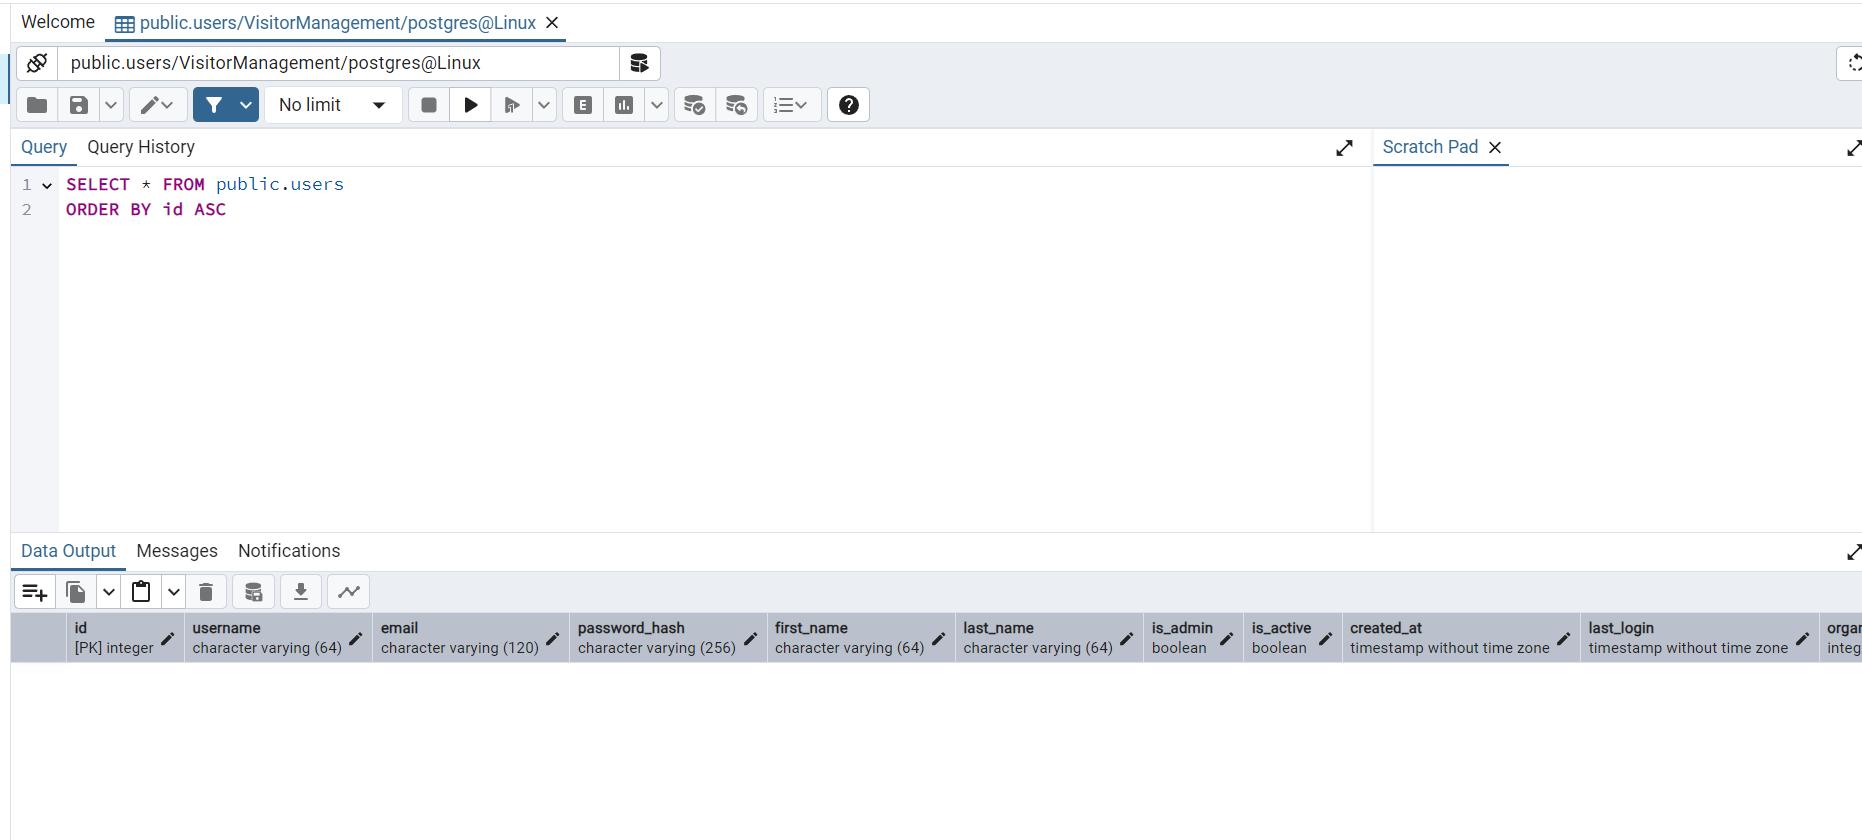 Welcome
public.users/VisitorManagement/postgres@Linux
public.users/VisitorManagement/postgres@Linux
No limit
E
Query
Query History
Scratch Pad
1 SELECT * FROM public.users
2 ORDER BY id ASC
Data Output
Messages
Notifications
id
[PK] integer
username
character varying (64)
email
character varying (120)
password_hash
character varying (256)
first_name
character varying (64)
last_name
character varying (64)
is_admin
boolean
is_active
boolean
created_at
timestamp without time zone
last_login
timestamp without time zone
organ
integ